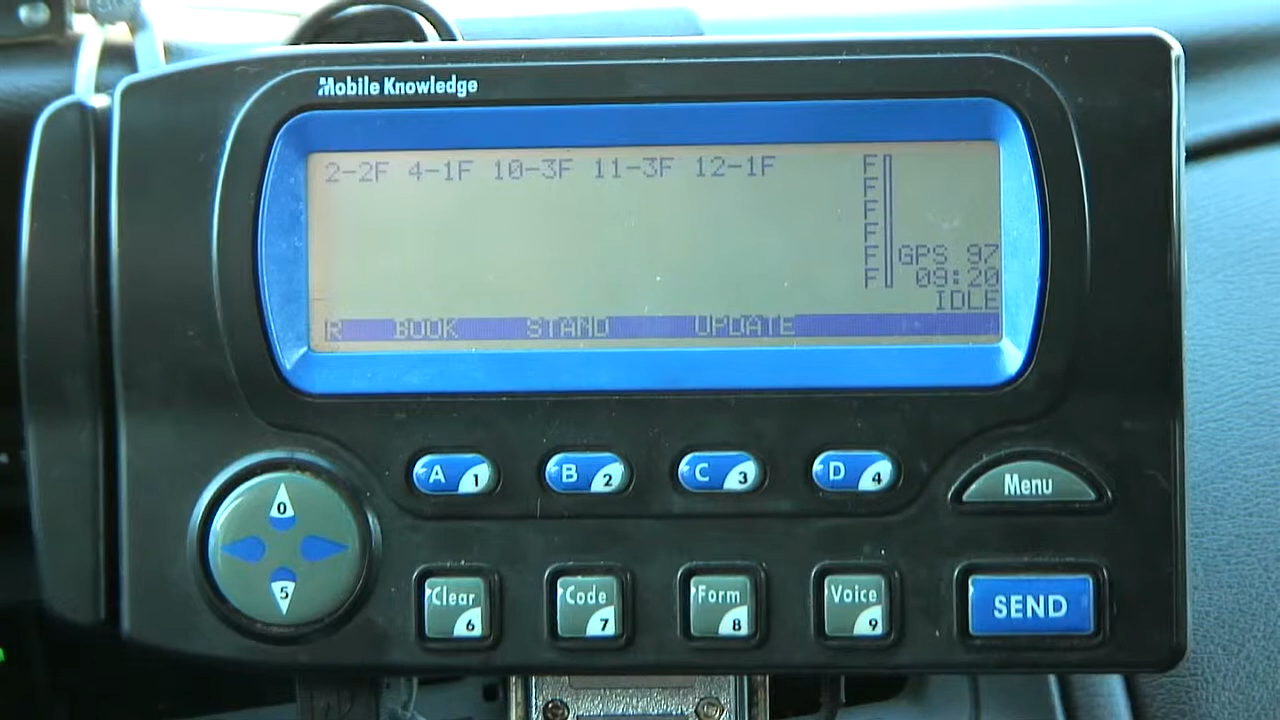 Mobile Knowledge
2-2F 4-1F 10-3F 11-3F 12-1F F
F
F
F
F GPS 97
F 09:20
IDLE
R BOOK STAND UPDATE
A 1 B 2 C 3 D 4
Menu
0
5
Clear 6 Code 7 Form 8 Voice 9
SEND